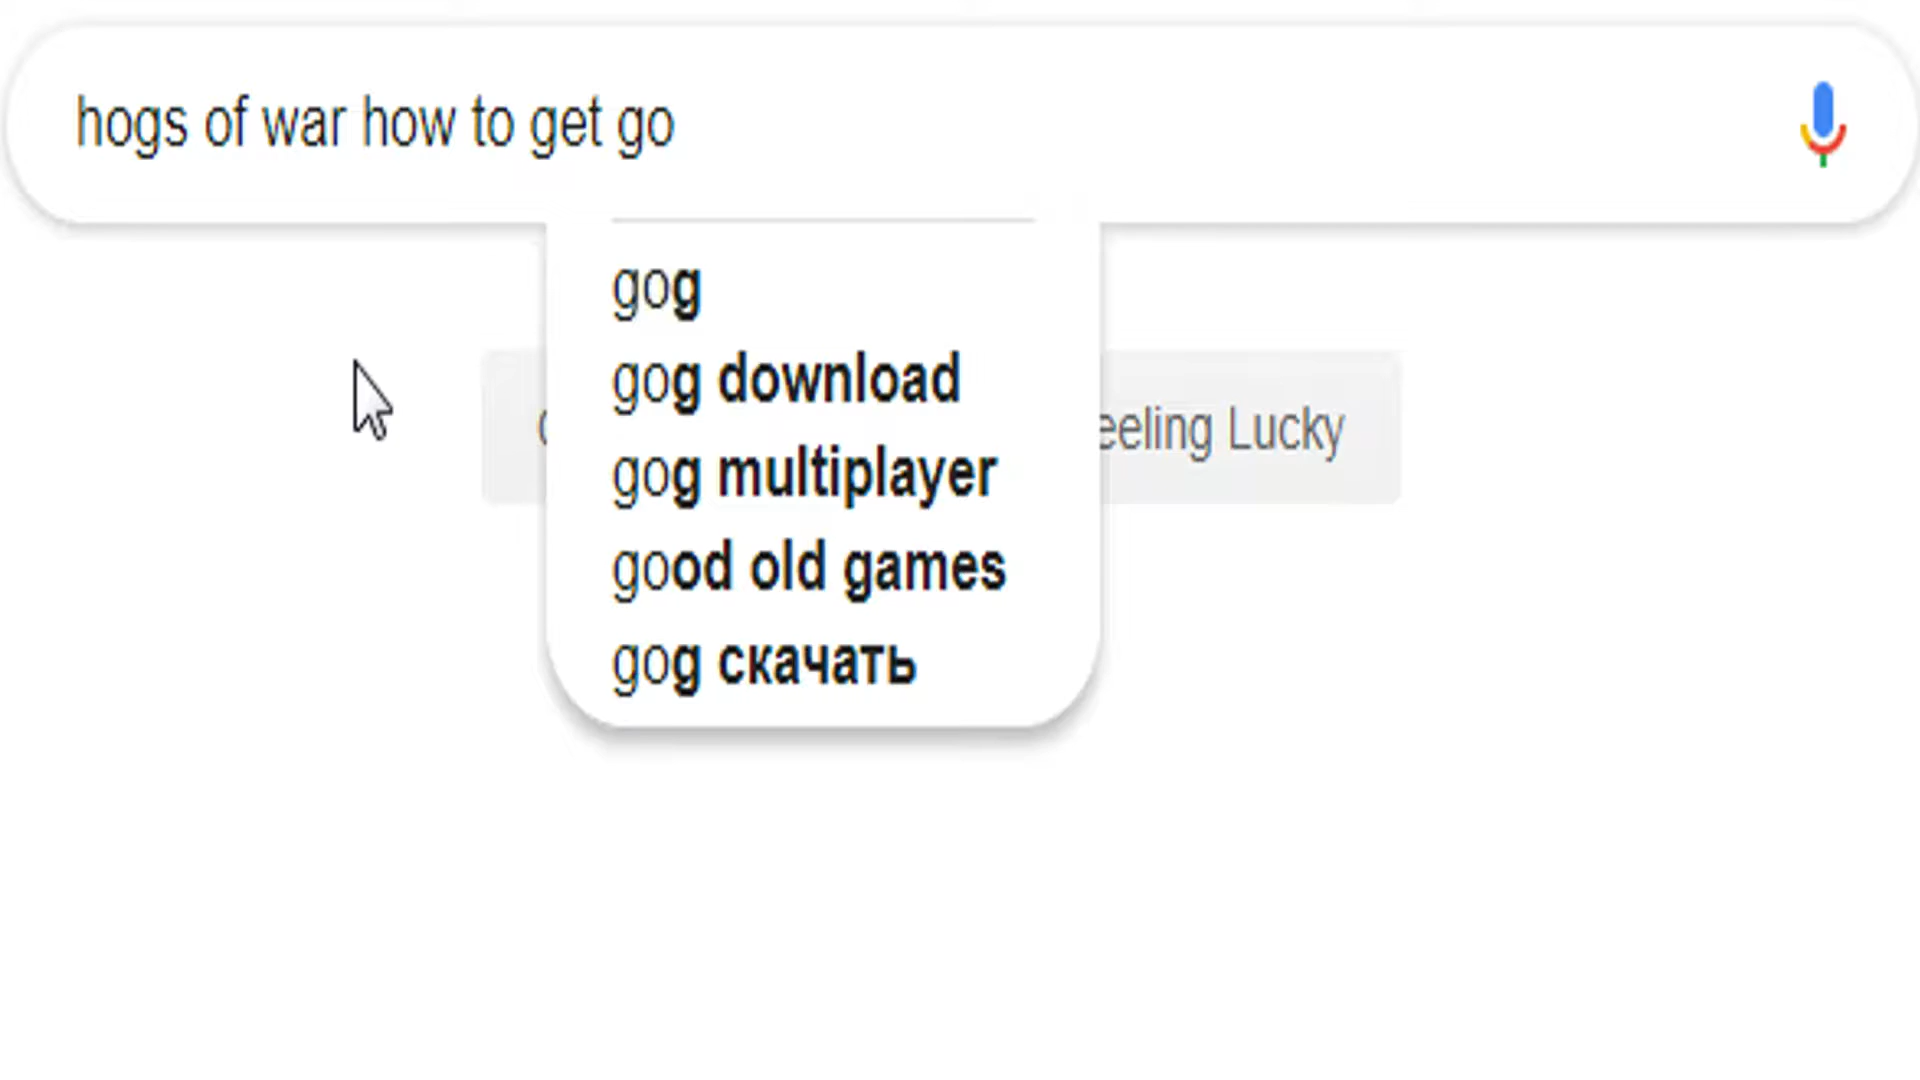 hogs of war how to get go
gog
gog download
gog multiplayer
eeling Lucky
good old games
gog скачать